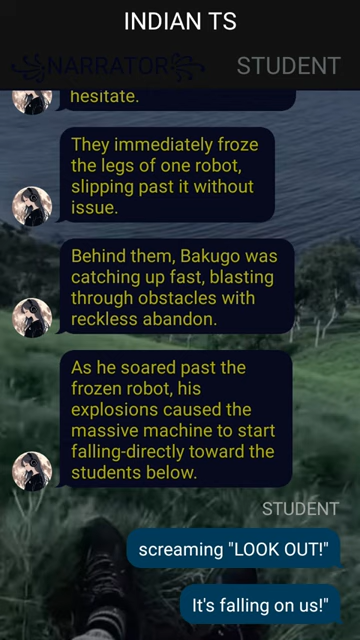 INDIAN TS
NARRATOR STUDENT
hesitate.
They immediately froze
the legs of one robot,
slipping past it without
issue.
Behind them, Bakugo was
catching up fast, blasting
through obstacles with
reckless abandon.
As he soared past the
frozen robot, his
explosions caused the
massive machine to start
falling-directly toward the
students below.
STUDENT
screaming "LOOK OUT!"
It's falling on us!"